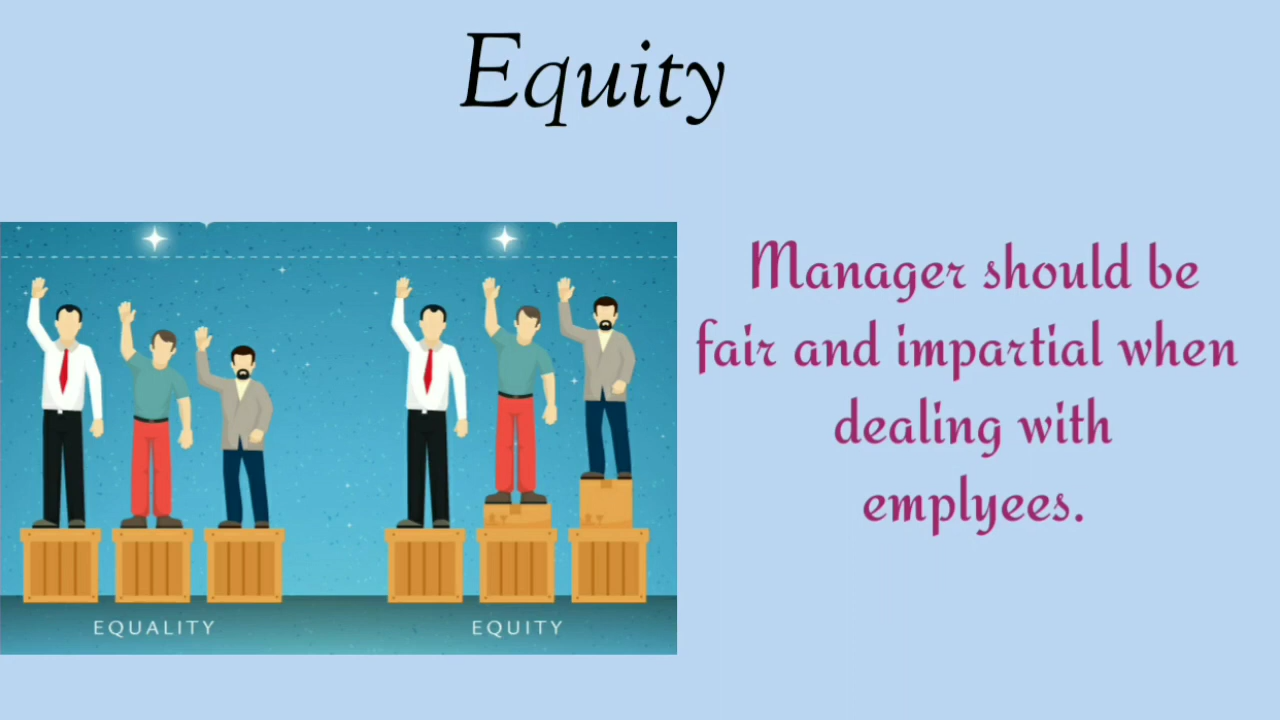 Equity
EQUALITY
EQUITY
Manager should be
fair and impartial when
dealing with
emplyees.